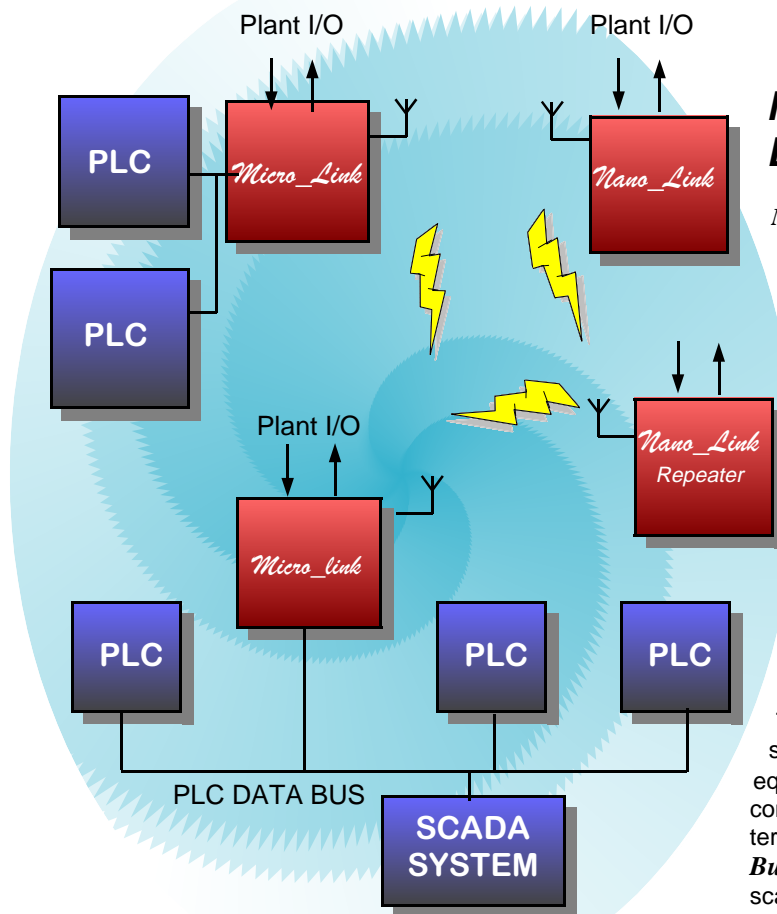 Plant I/O
Plant I/O
PLC
Micro_Link
Nano_Link
PLC
Plant I/O
Nano_Link
Repeater
Micro_link
PLC
PLC
PLC
PLC DATA BUS
SCADA
SYSTEM